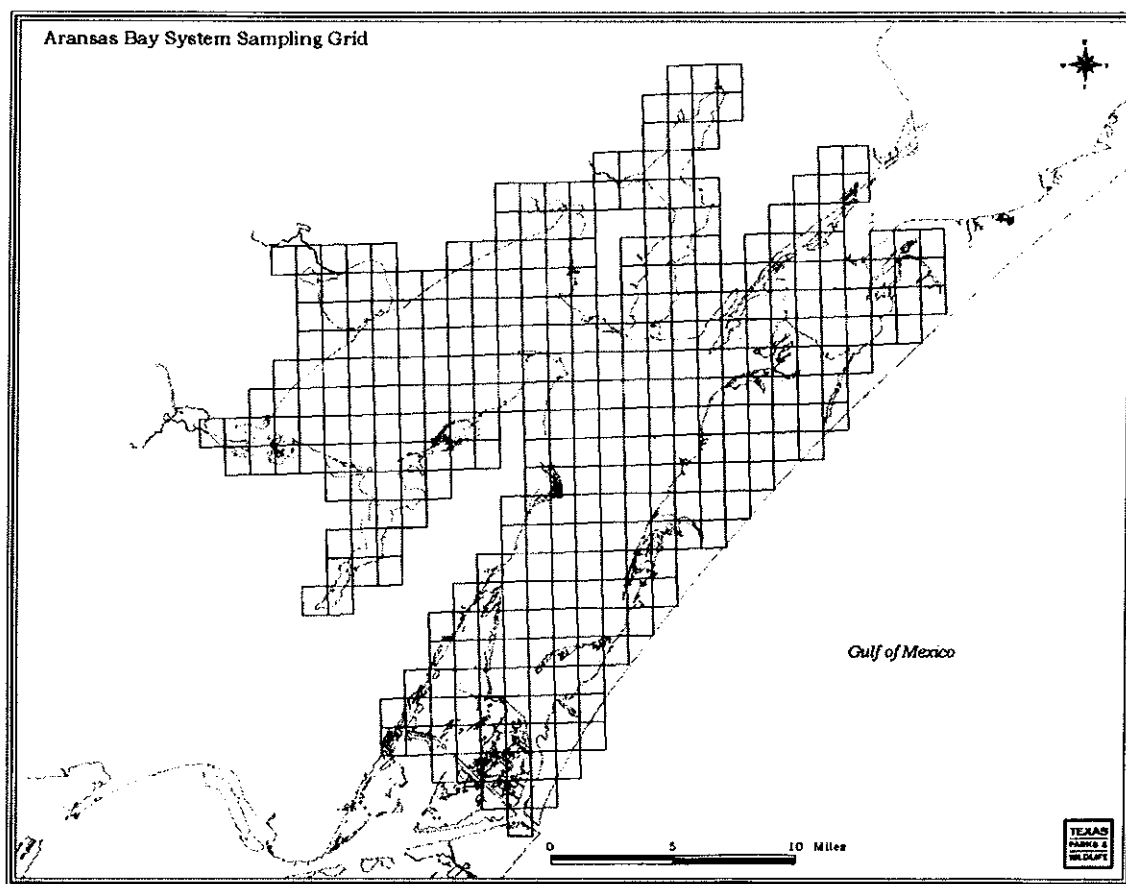 Aransas Bay System Sampling Grid
Gulf of Mexico
0 5 10 Miles
TEXAS
PARKS &
WILDLIFE